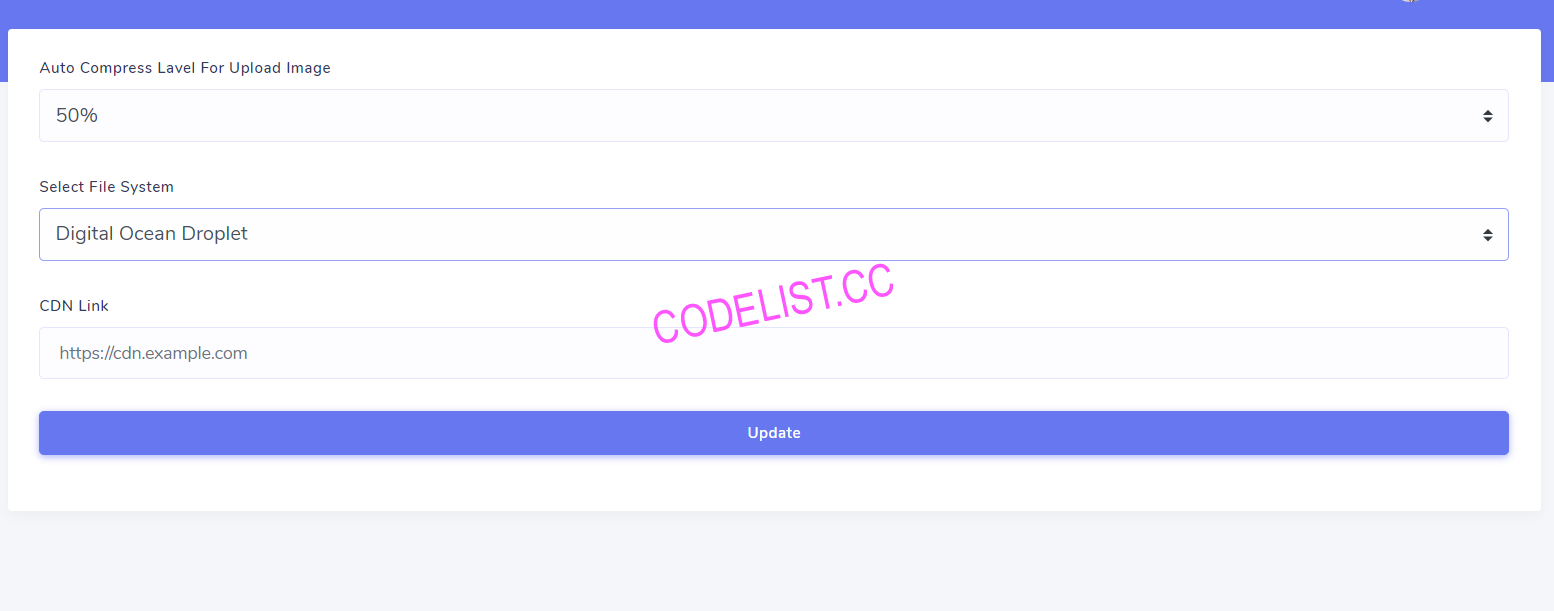 Auto Compress Lavel For Upload Image
50%
Select File System
Digital Ocean Droplet
CODELIST.CC
CDN Link
https://cdn.example.com
Update